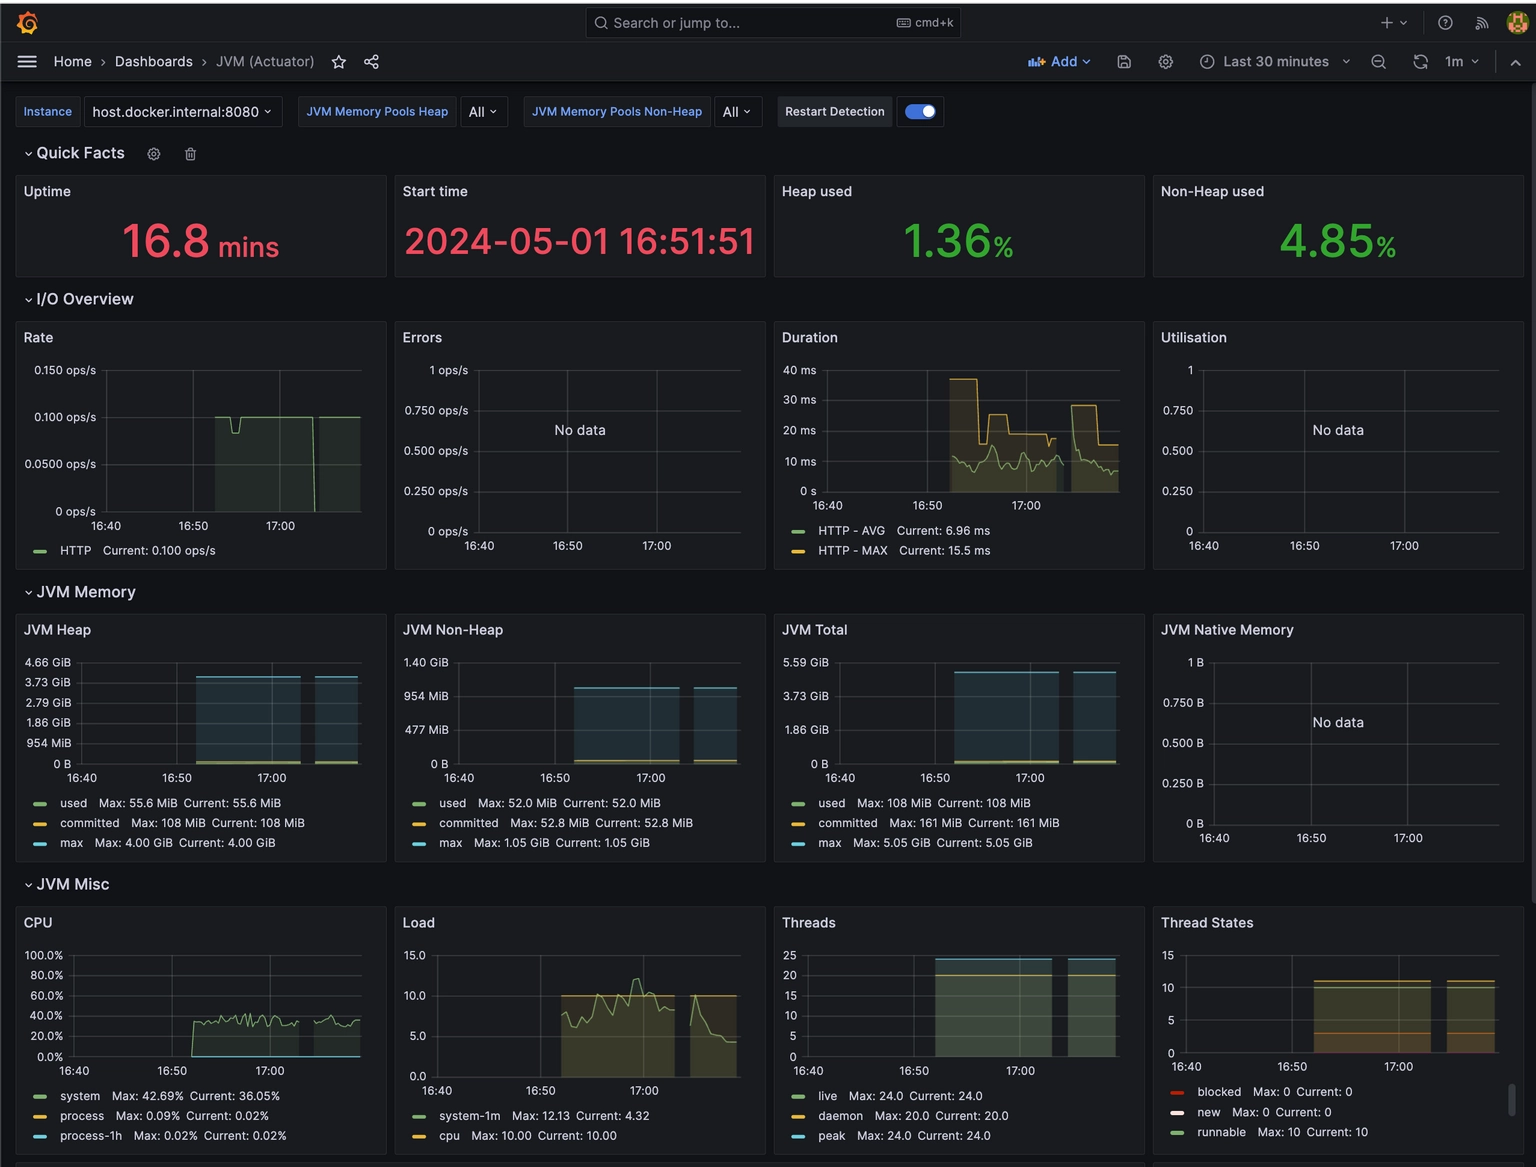 Search or jump to... cmd+k
Home › Dashboards › JVM (Actuator) Add Last 30 minutes 1m
Instance host.docker.internal:8080 JVM Memory Pools Heap All JVM Memory Pools Non-Heap All Restart Detection
Quick Facts
Uptime
16.8 mins
Start time
2024-05-01 16:51:51
Heap used
1.36%
Non-Heap used
4.85%
I/O Overview
Rate
0.150 ops/s
0.100 ops/s
0.0500 ops/s
0 ops/s
16:40 16:50 17:00
HTTP Current: 0.100 ops/s
Errors
1 ops/s
0.750 ops/s
No data
0.500 ops/s
0.250 ops/s
0 ops/s
16:40 16:50 17:00
Duration
40 ms
30 ms
20 ms
10 ms
0 s
16:40 16:50 17:00
HTTP - AVG Current: 6.96 ms
HTTP - MAX Current: 15.5 ms
Utilisation
1
0.750
No data
0.500
0.250
0
16:40 16:50 17:00
JVM Memory
JVM Heap
4.66 GiB
3.73 GiB
2.79 GiB
1.86 GiB
954 MiB
0 B
16:40 16:50 17:00
used Max: 55.6 MiB Current: 55.6 MiB
committed Max: 108 MiB Current: 108 MiB
max Max: 4.00 GiB Current: 4.00 GiB
JVM Non-Heap
1.40 GiB
954 MiB
477 MiB
0 B
16:40 16:50 17:00
used Max: 52.0 MiB Current: 52.0 MiB
committed Max: 52.8 MiB Current: 52.8 MiB
max Max: 1.05 GiB Current: 1.05 GiB
JVM Total
5.59 GiB
3.73 GiB
1.86 GiB
0 B
16:40 16:50 17:00
used Max: 108 MiB Current: 108 MiB
committed Max: 161 MiB Current: 161 MiB
max Max: 5.05 GiB Current: 5.05 GiB
JVM Native Memory
1 B
0.750 B
No data
0.500 B
0.250 B
0 B
16:40 16:50 17:00
JVM Misc
CPU
100.0%
80.0%
60.0%
40.0%
20.0%
0.0%
16:40 16:50 17:00
system Max: 42.69% Current: 36.05%
process Max: 0.09% Current: 0.02%
process-1h Max: 0.02% Current: 0.02%
Load
15.0
10.0
5.0
0.0
16:40 16:50 17:00
system-1m Max: 12.13 Current: 4.32
cpu Max: 10.00 Current: 10.00
Threads
25
20
15
10
5
0
16:40 16:50 17:00
live Max: 24.0 Current: 24.0
daemon Max: 20.0 Current: 20.0
peak Max: 24.0 Current: 24.0
Thread States
15
10
5
0
16:40 16:50 17:00
blocked Max: 0 Current: 0
new Max: 0 Current: 0
runnable Max: 10 Current: 10